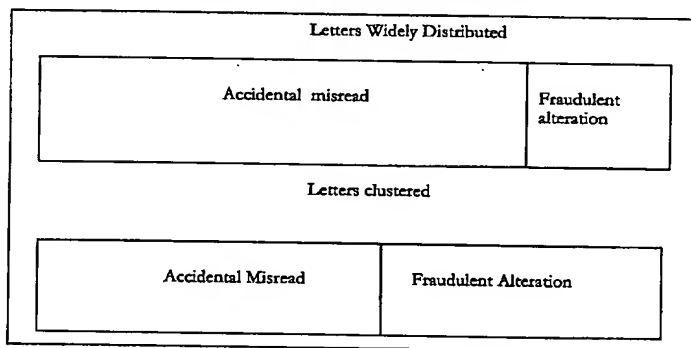 Letters Widely Distributed
Accidental misread
Fraudulent
alteration
Letters clustered
Accidental Misread
Fraudulent Alteration